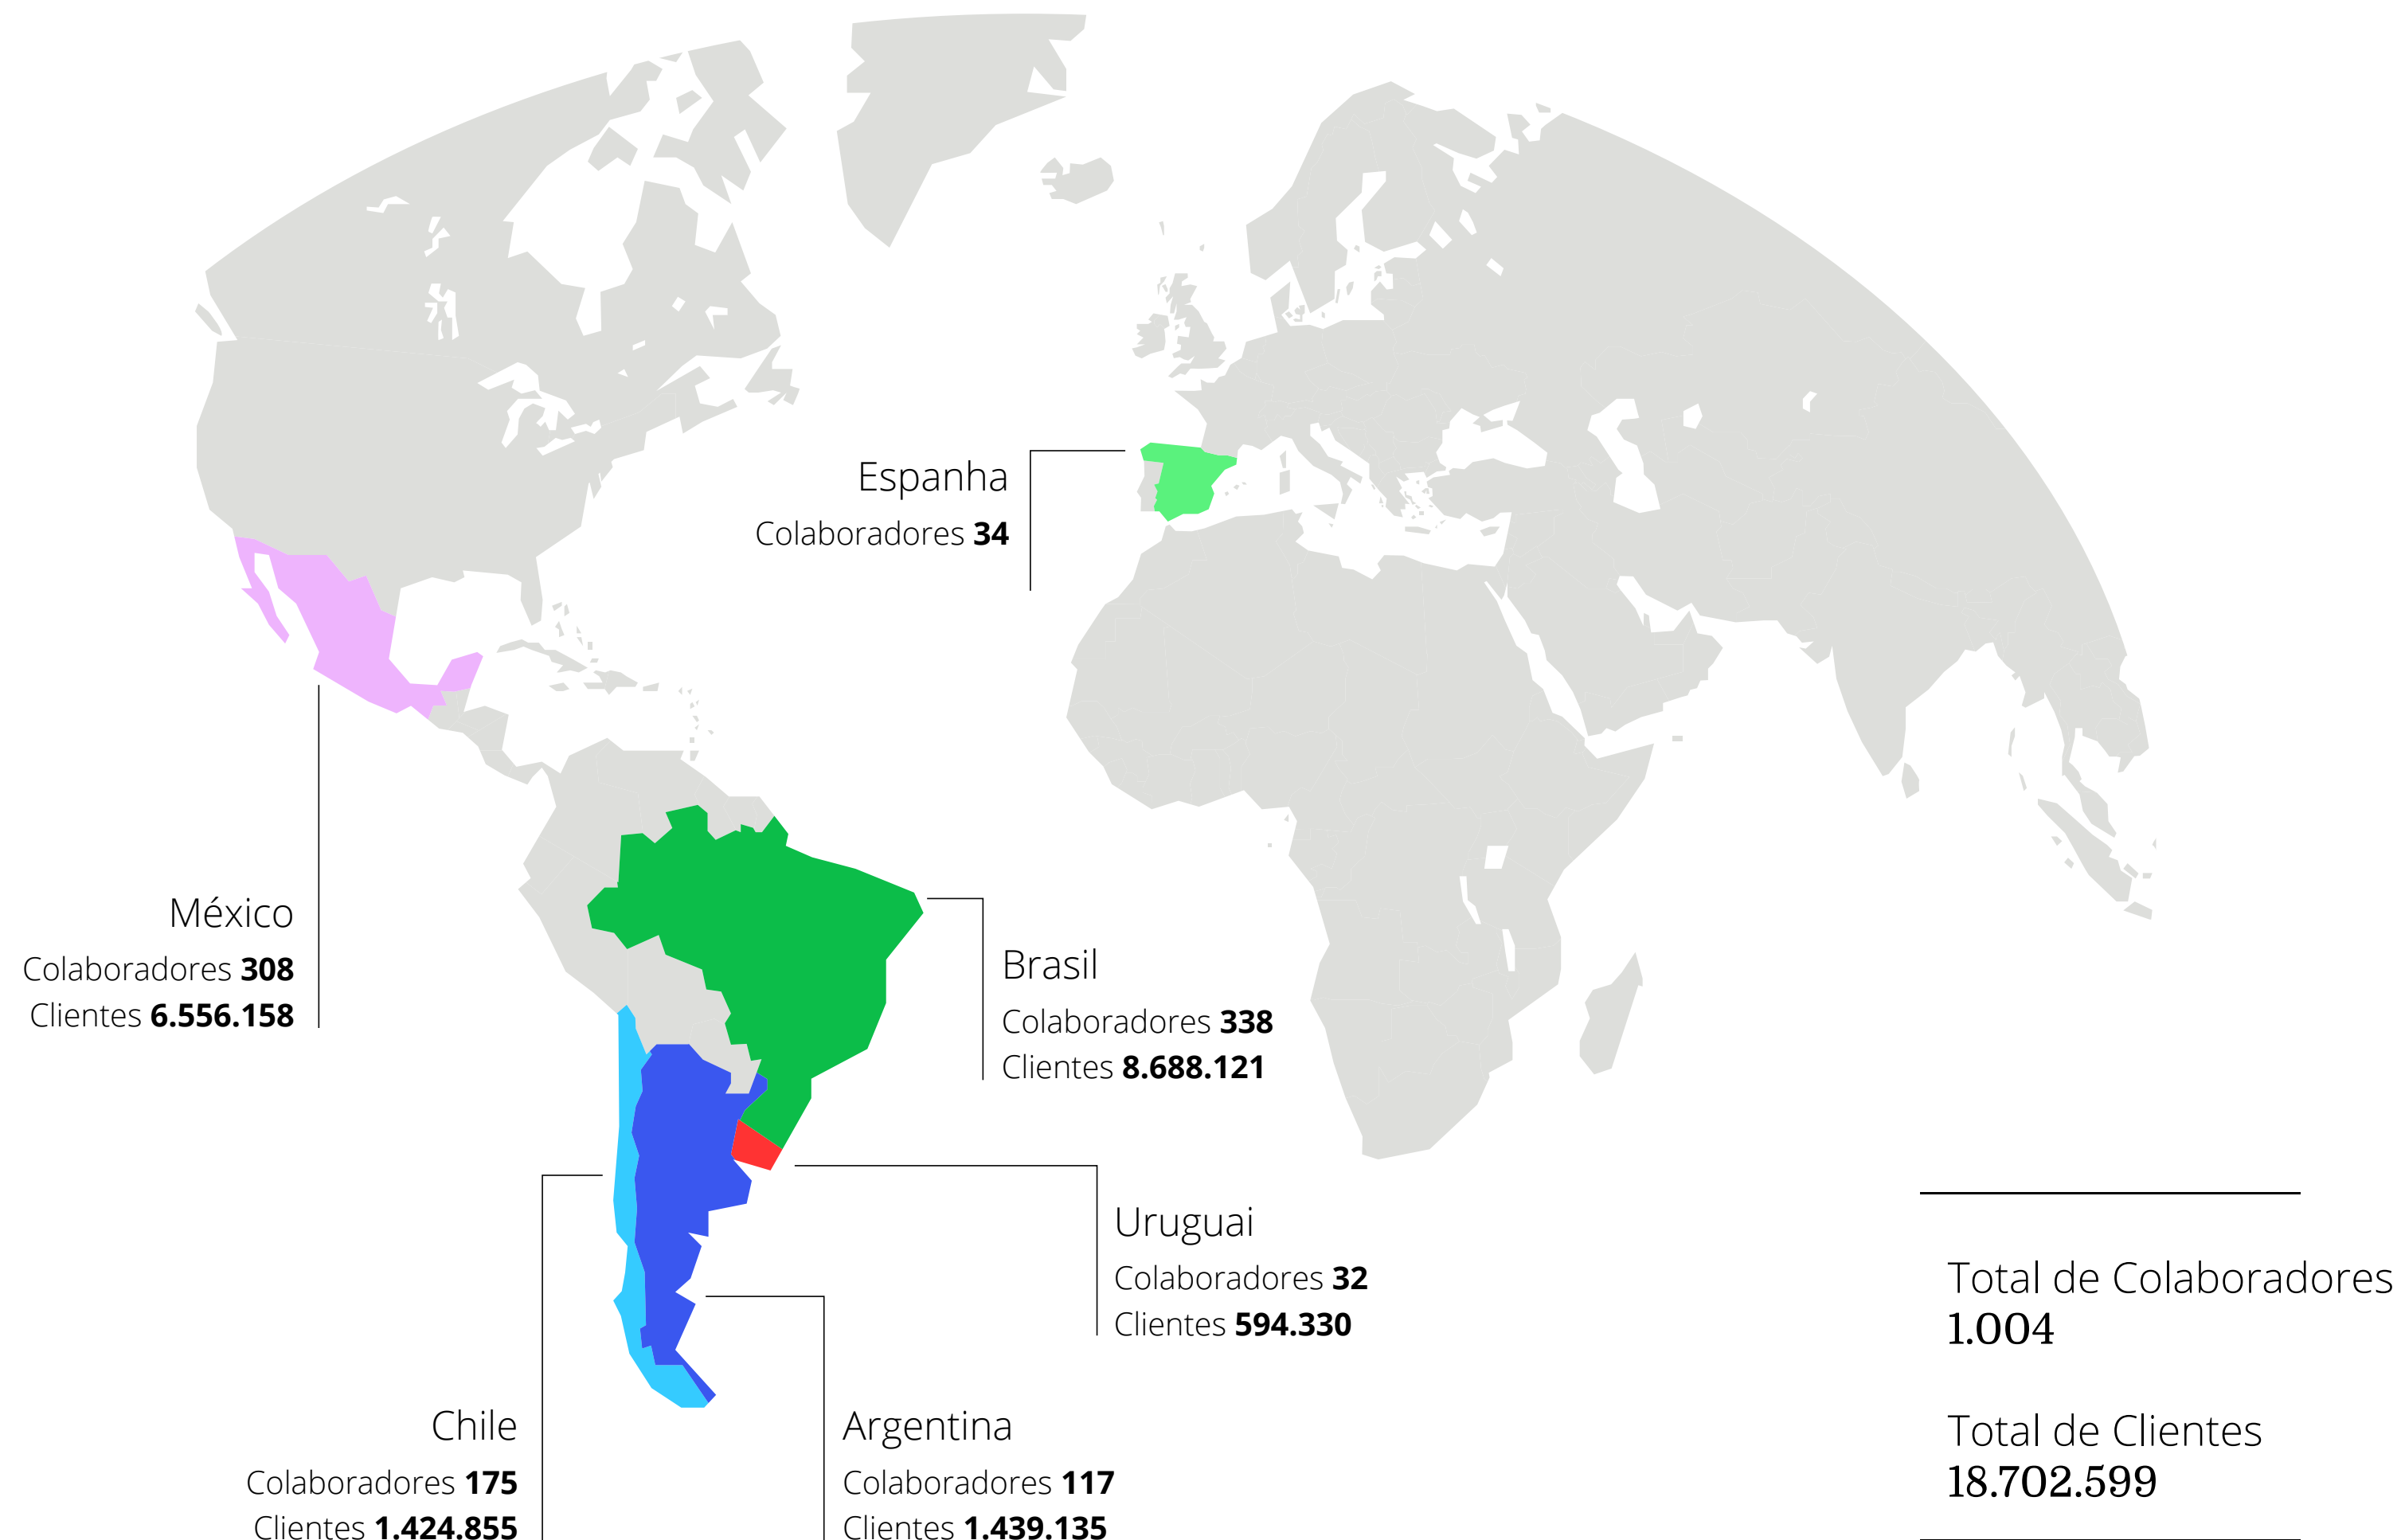 Espanha
Colaboradores 34
México
Colaboradores 308
Clientes 6.556.158
Brasil
Colaboradores 338
Clientes 8.688.121
Uruguai
Colaboradores 32
Clientes 594.330
Chile
Colaboradores 175
Clientes 1.424.855
Argentina
Colaboradores 117
Clientes 1.439.135
Total de Colaboradores
1.004
Total de Clientes
18.702.599